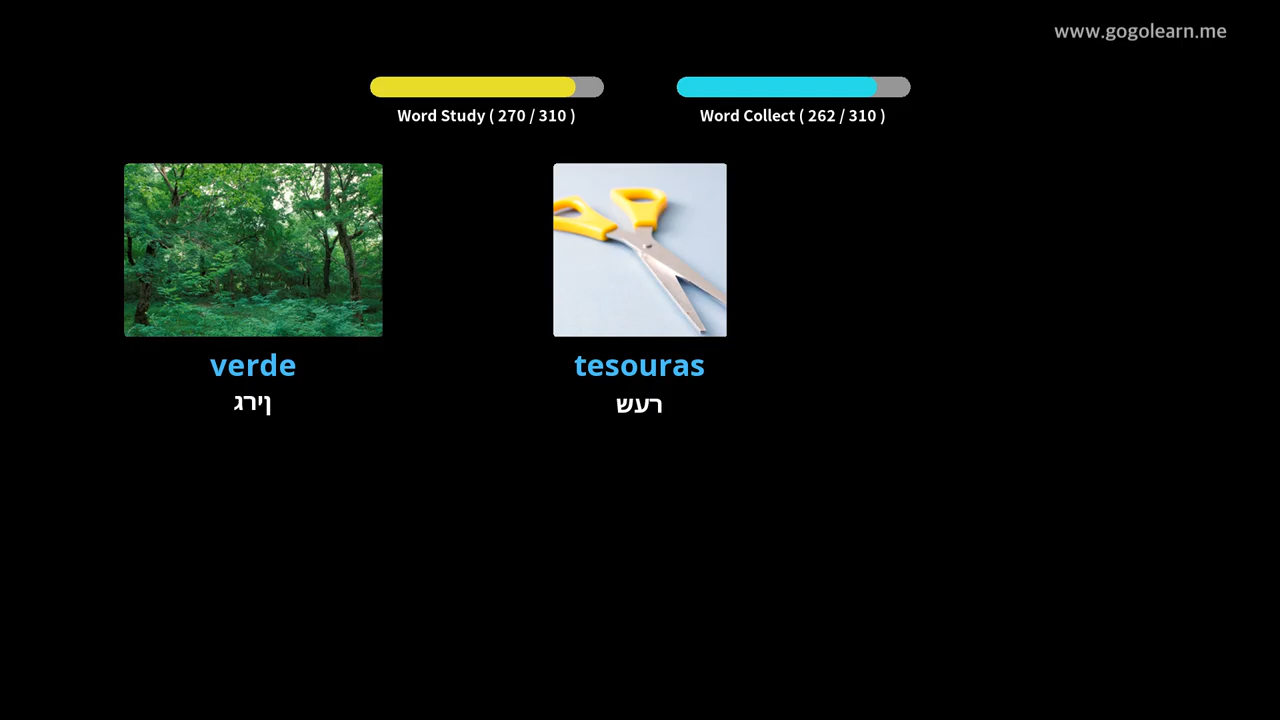 www.gogolearn.me
Word Study ( 270 / 310 )
Word Collect ( 262 / 310 )
verde
גרין
tesouras
שער